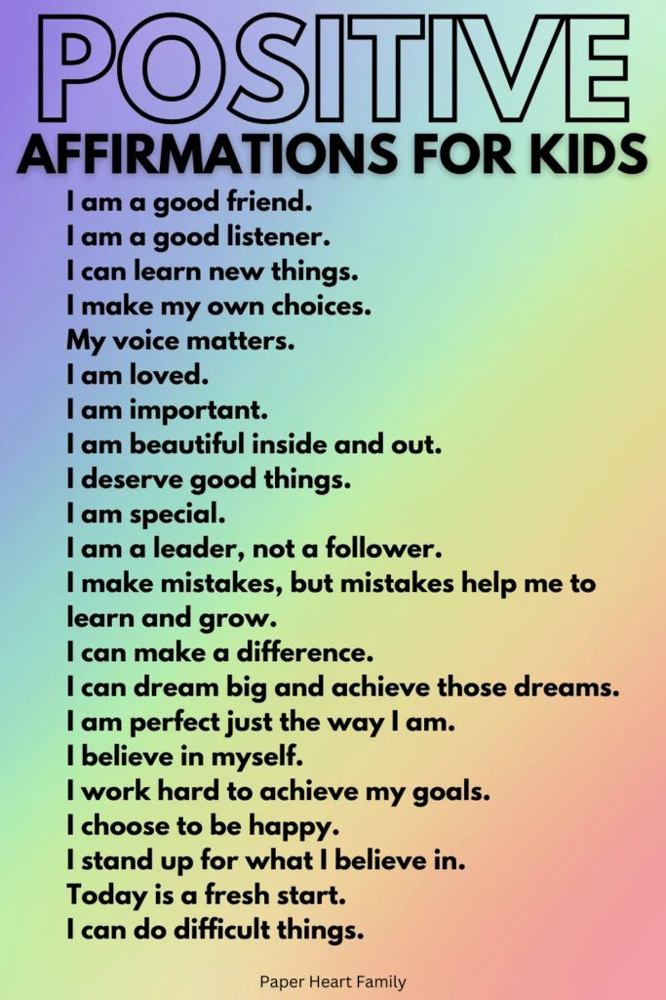 POSITIVE
AFFIRMATIONS FOR KIDS
I am a good friend.
I am a good listener.
I can learn new things.
I make my own choices.
My voice matters.
I am loved.
I am important.
I am beautiful inside and out.
I deserve good things.
I am special.
I am a leader, not a follower.
I make mistakes, but mistakes help me to
learn and grow.
I can make a difference.
I can dream big and achieve those dreams.
I am perfect just the way I am.
I believe in myself.
I work hard to achieve my goals.
I choose to be happy.
I stand up for what I believe in.
Today is a fresh start.
I can do difficult things.
Paper Heart Family